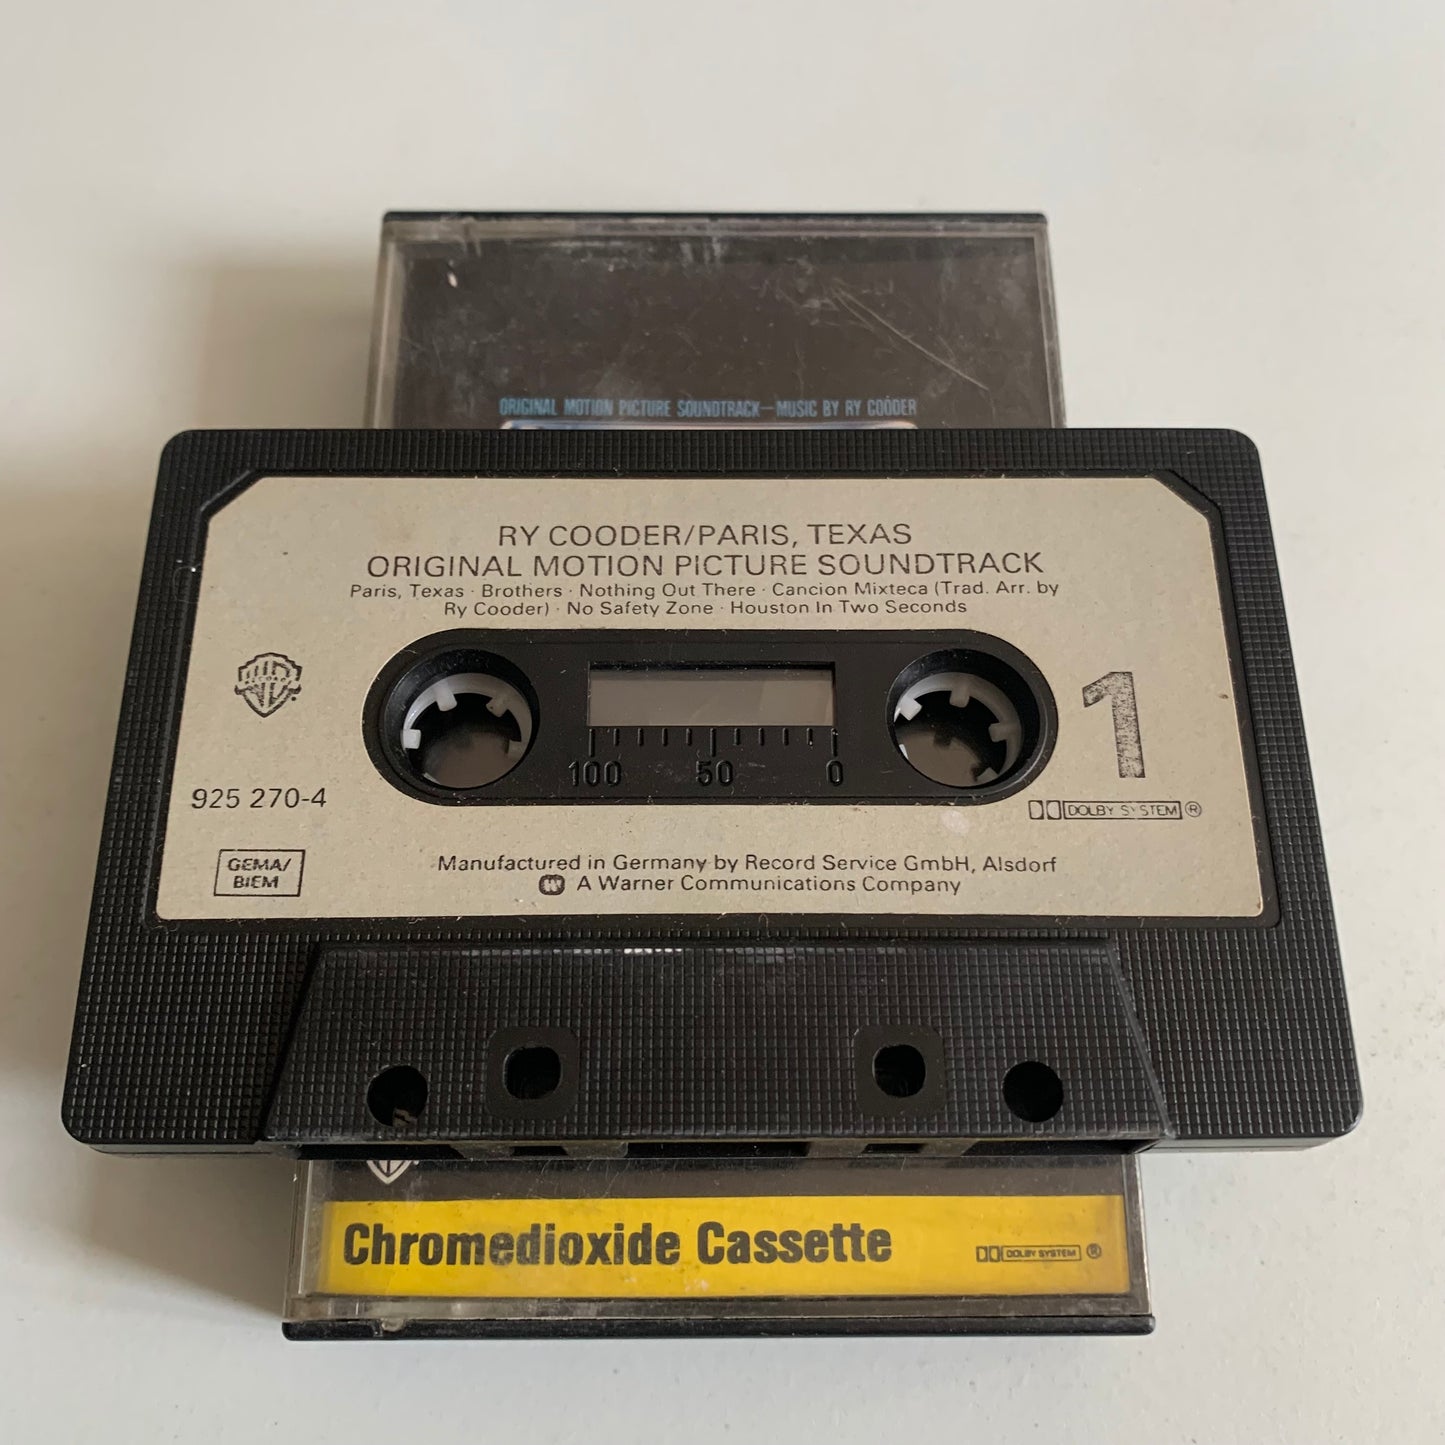 ORIGINAL MOTION PICTURE SOUNDTRACK—MUSIC BY RY COODER
RY COODER/PARIS, TEXAS
ORIGINAL MOTION PICTURE SOUNDTRACK
Paris, Texas · Brothers · Nothing Out There · Cancion Mixteca (Trad. Arr. by
Ry Cooder) · No Safety Zone · Houston In Two Seconds
1
100 50 0
925 270-4
DOLBY SYSTEM®
GEMA/
BIEM
Manufactured in Germany by Record Service GmbH, Alsdorf
A Warner Communications Company
Chromedioxide Cassette
DOLBY SYSTEM ®